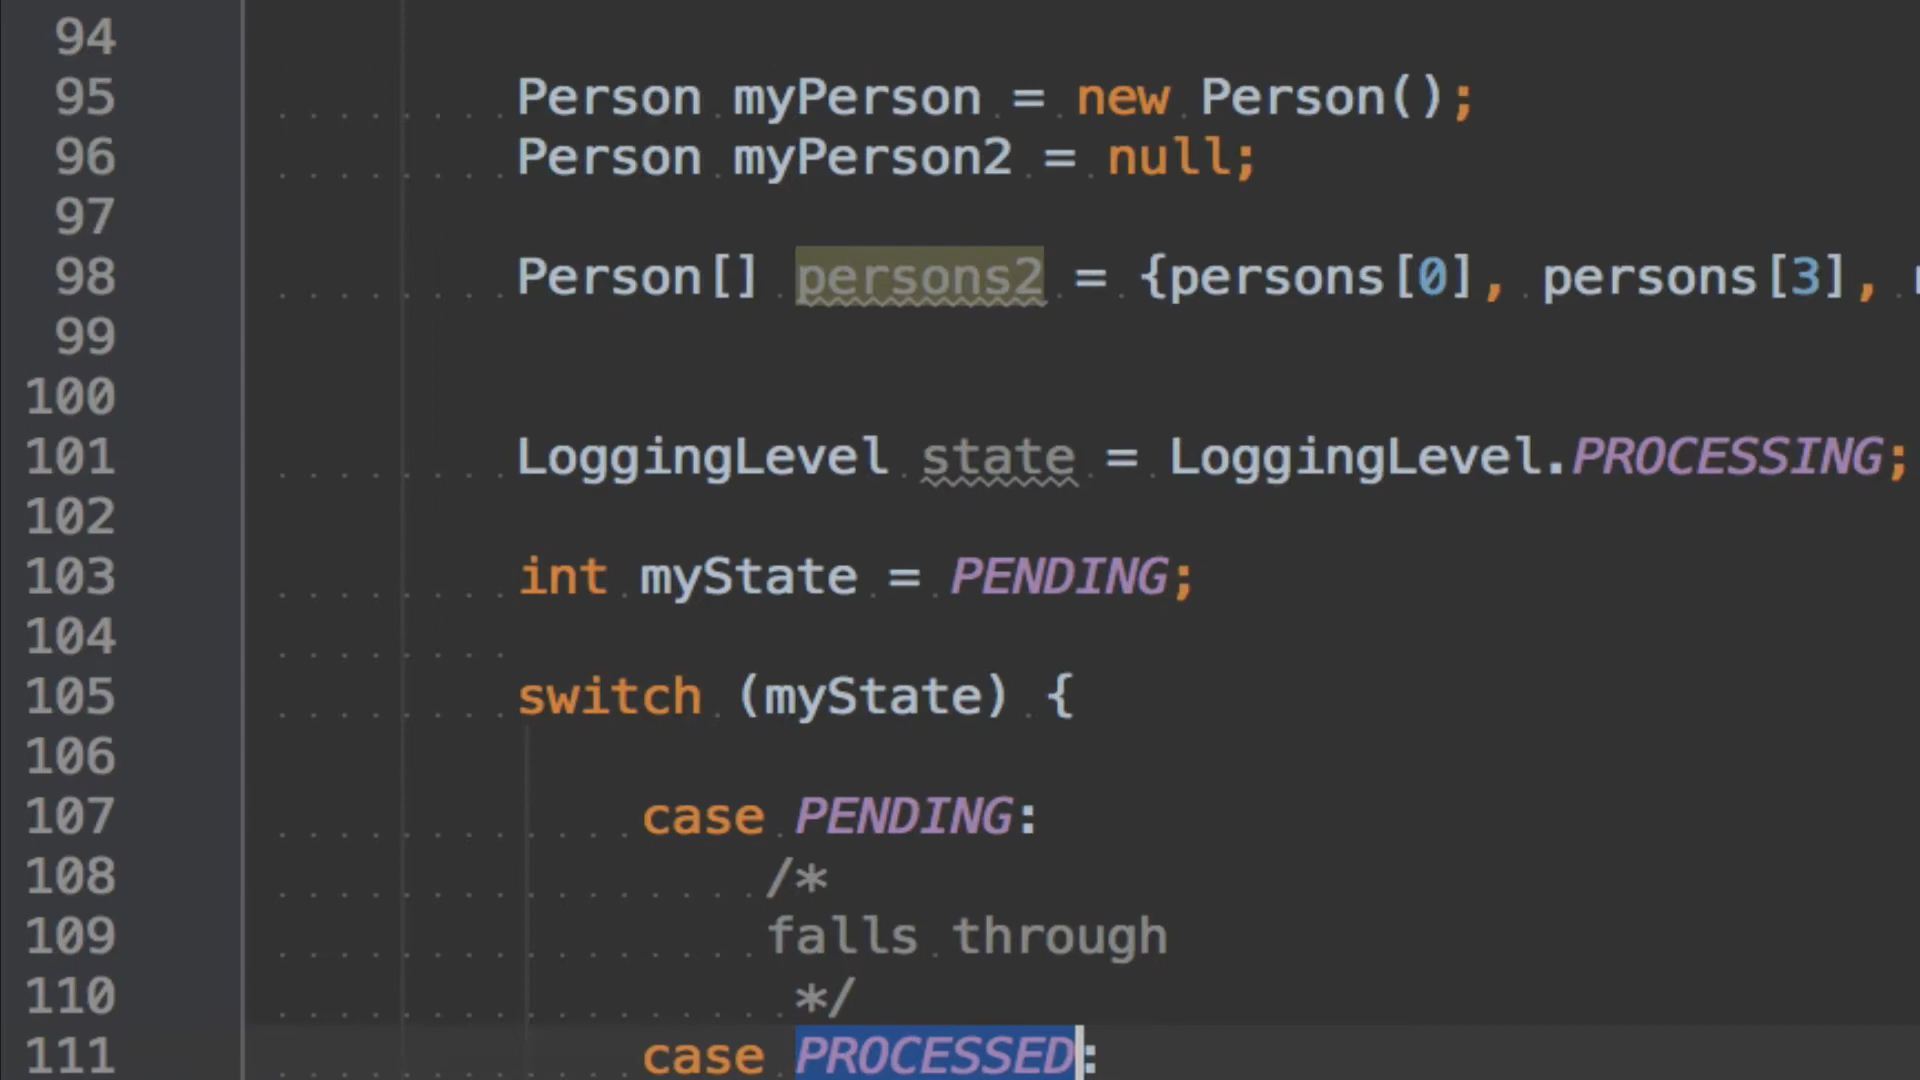 94
95 Person myPerson = new Person();
96 Person myPerson2 = null;
97
98 Person[] persons2 = {persons[0], persons[3],
99
100
101 LoggingLevel state = LoggingLevel.PROCESSING;
102
103 int myState = PENDING;
104
105 switch (myState) {
106
107 case PENDING:
108 /*
109 falls through
110 */
111 case PROCESSED: